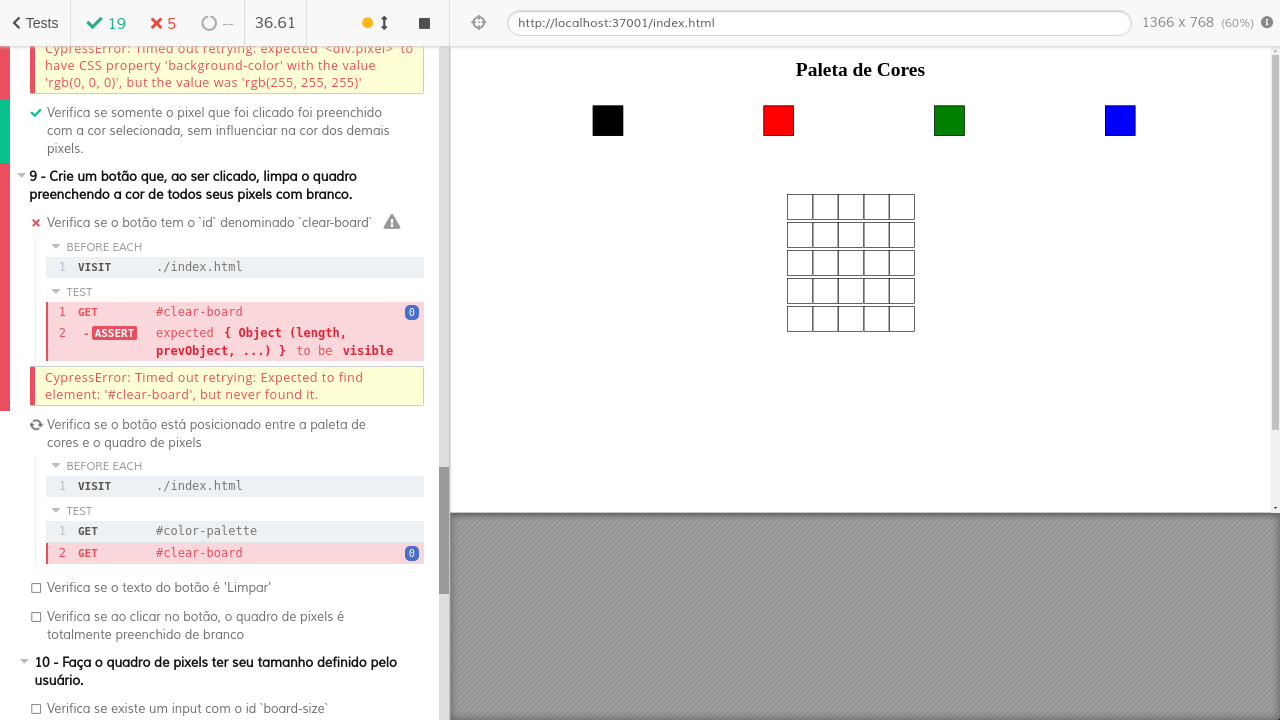 Tests
19
5
--
36.61
http://localhost:37001/index.html
1366 x 768 (60%)
CypressError: Timed out retrying: expected '<div.pixel>' to
have CSS property 'background-color' with the value
'rgb(0, 0, 0)', but the value was 'rgb(255, 255, 255)'
Verifica se somente o pixel que foi clicado foi preenchido
com a cor selecionada, sem influenciar na cor dos demais
pixels.
9 - Crie um botão que, ao ser clicado, limpa o quadro
preenchendo a cor de todos seus pixels com branco.
Verifica se o botão tem o `id` denominado `clear-board`
BEFORE EACH
1 VISIT ./index.html
TEST
1 GET #clear-board 0
2 - ASSERT expected { Object (length,
prevObject, ...) } to be visible
CypressError: Timed out retrying: Expected to find
element: '#clear-board', but never found it.
Verifica se o botão está posicionado entre a paleta de
cores e o quadro de pixels
BEFORE EACH
1 VISIT ./index.html
TEST
1 GET #color-palette
2 GET #clear-board 0
Verifica se o texto do botão é 'Limpar'
Verifica se ao clicar no botão, o quadro de pixels é
totalmente preenchido de branco
10 - Faça o quadro de pixels ter seu tamanho definido pelo
usuário.
Verifica se existe um input com o id `board-size`
Paleta de Cores